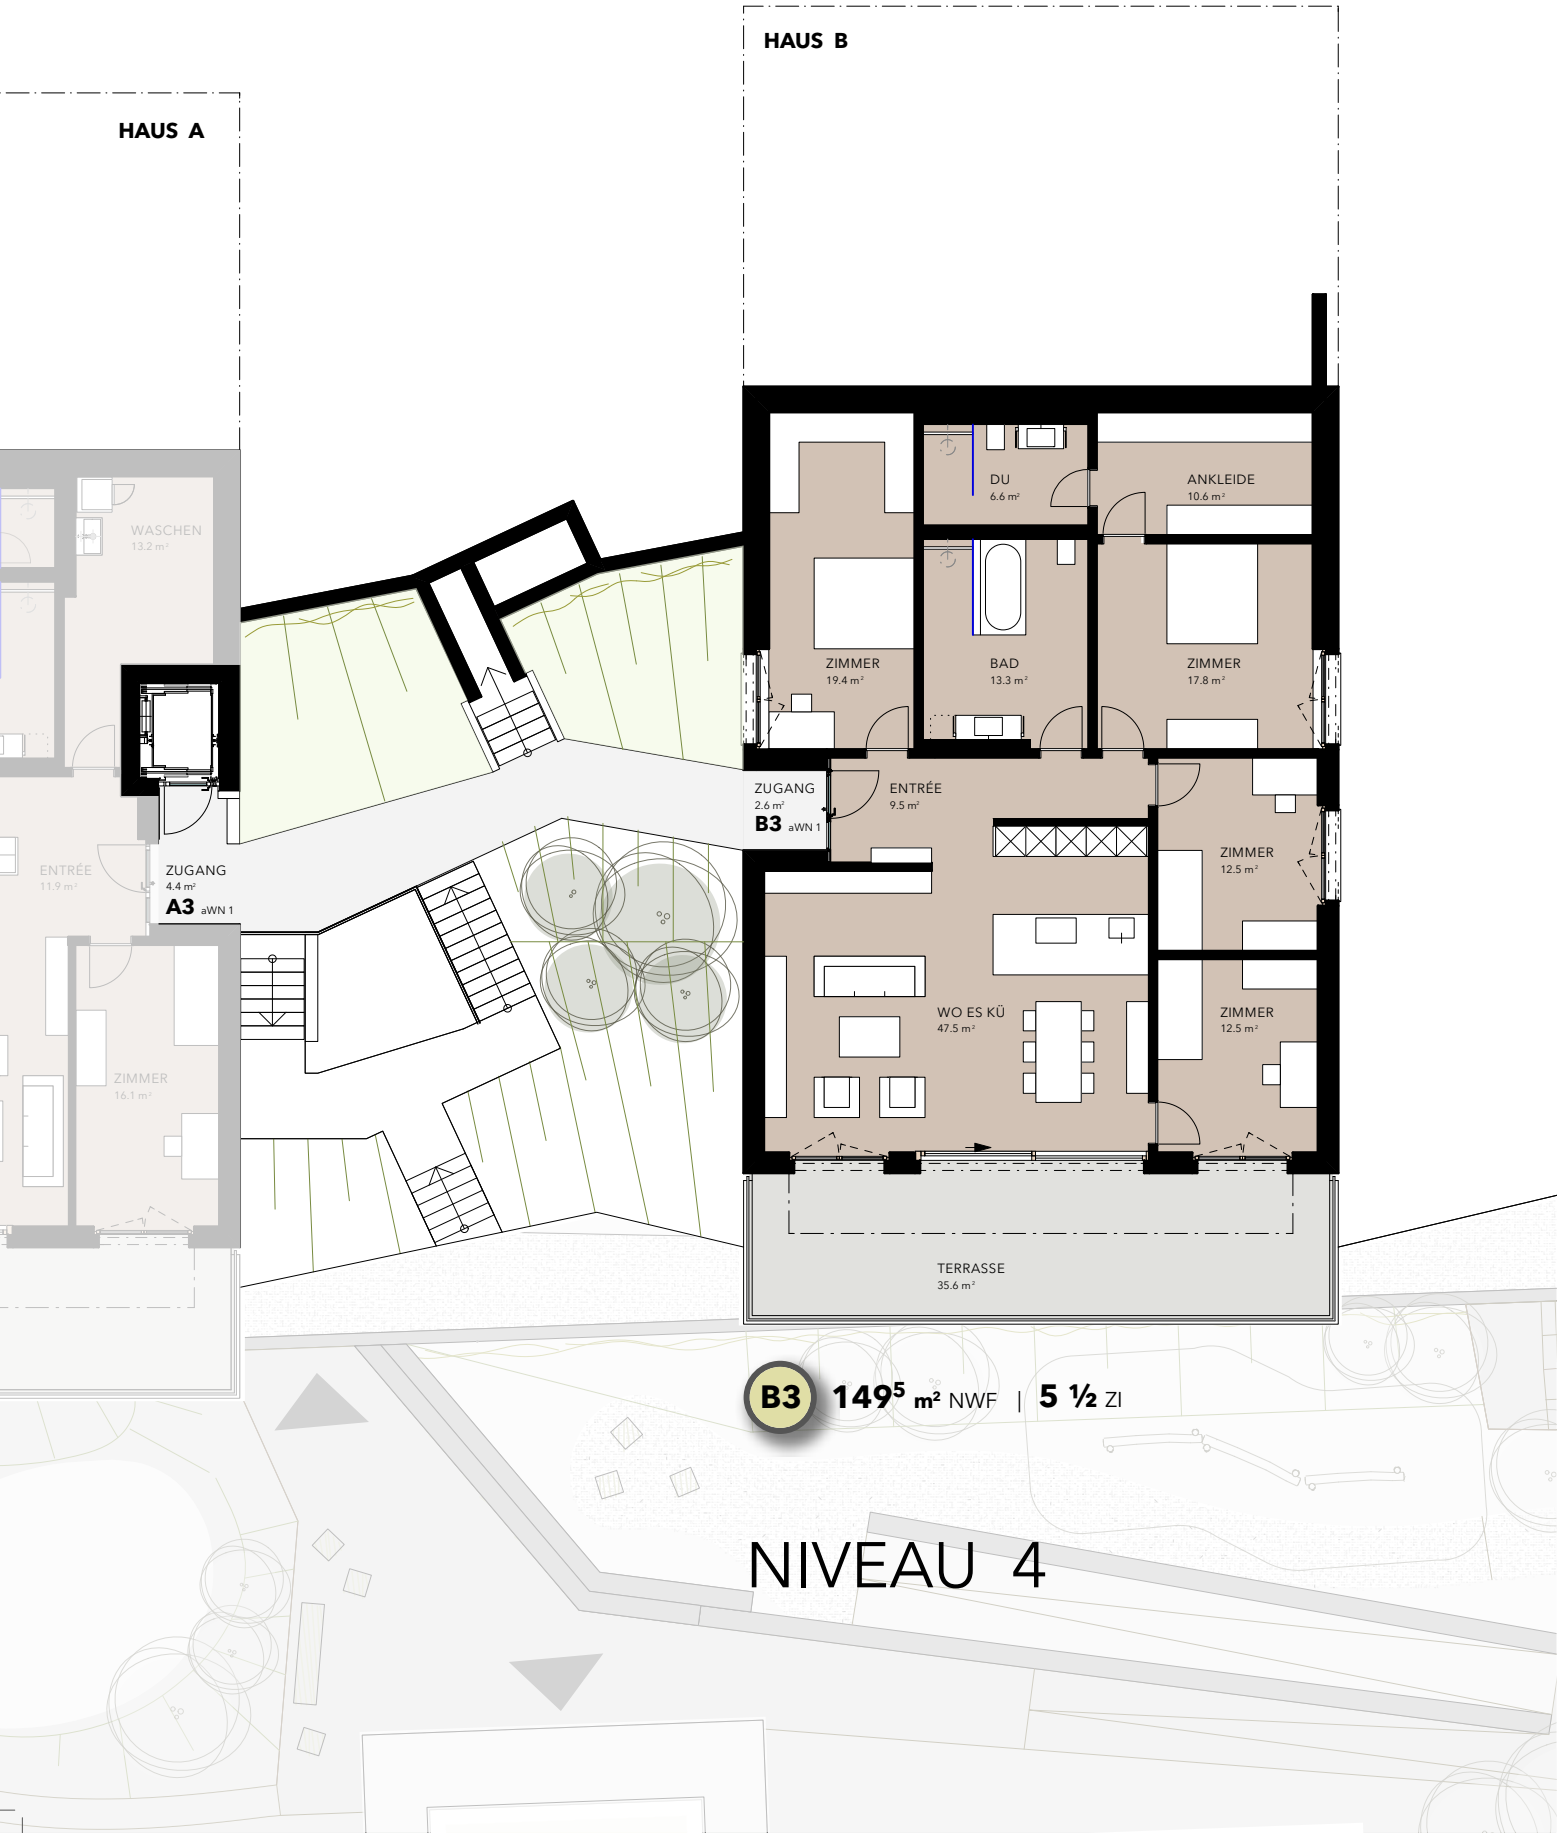 HAUS B
HAUS A
DU
6.6 m²
ANKLEIDE
10.6 m²
WASCHEN
13.2 m²
ZIMMER
19.4 m²
BAD
13.3 m²
ZIMMER
17.8 m²
ZUGANG
2.6 m²
B3 aWN 1
ENTRÉE
9.5 m²
ZIMMER
12.5 m²
ENTRÉE
11.9 m²
ZUGANG
4.4 m²
A3 aWN 1
WO ES KÜ
47.5 m²
ZIMMER
12.5 m²
ZIMMER
16.1 m²
TERRASSE
35.6 m²
B3 149⁵ m² NWF | 5 ½ ZI
NIVEAU 4